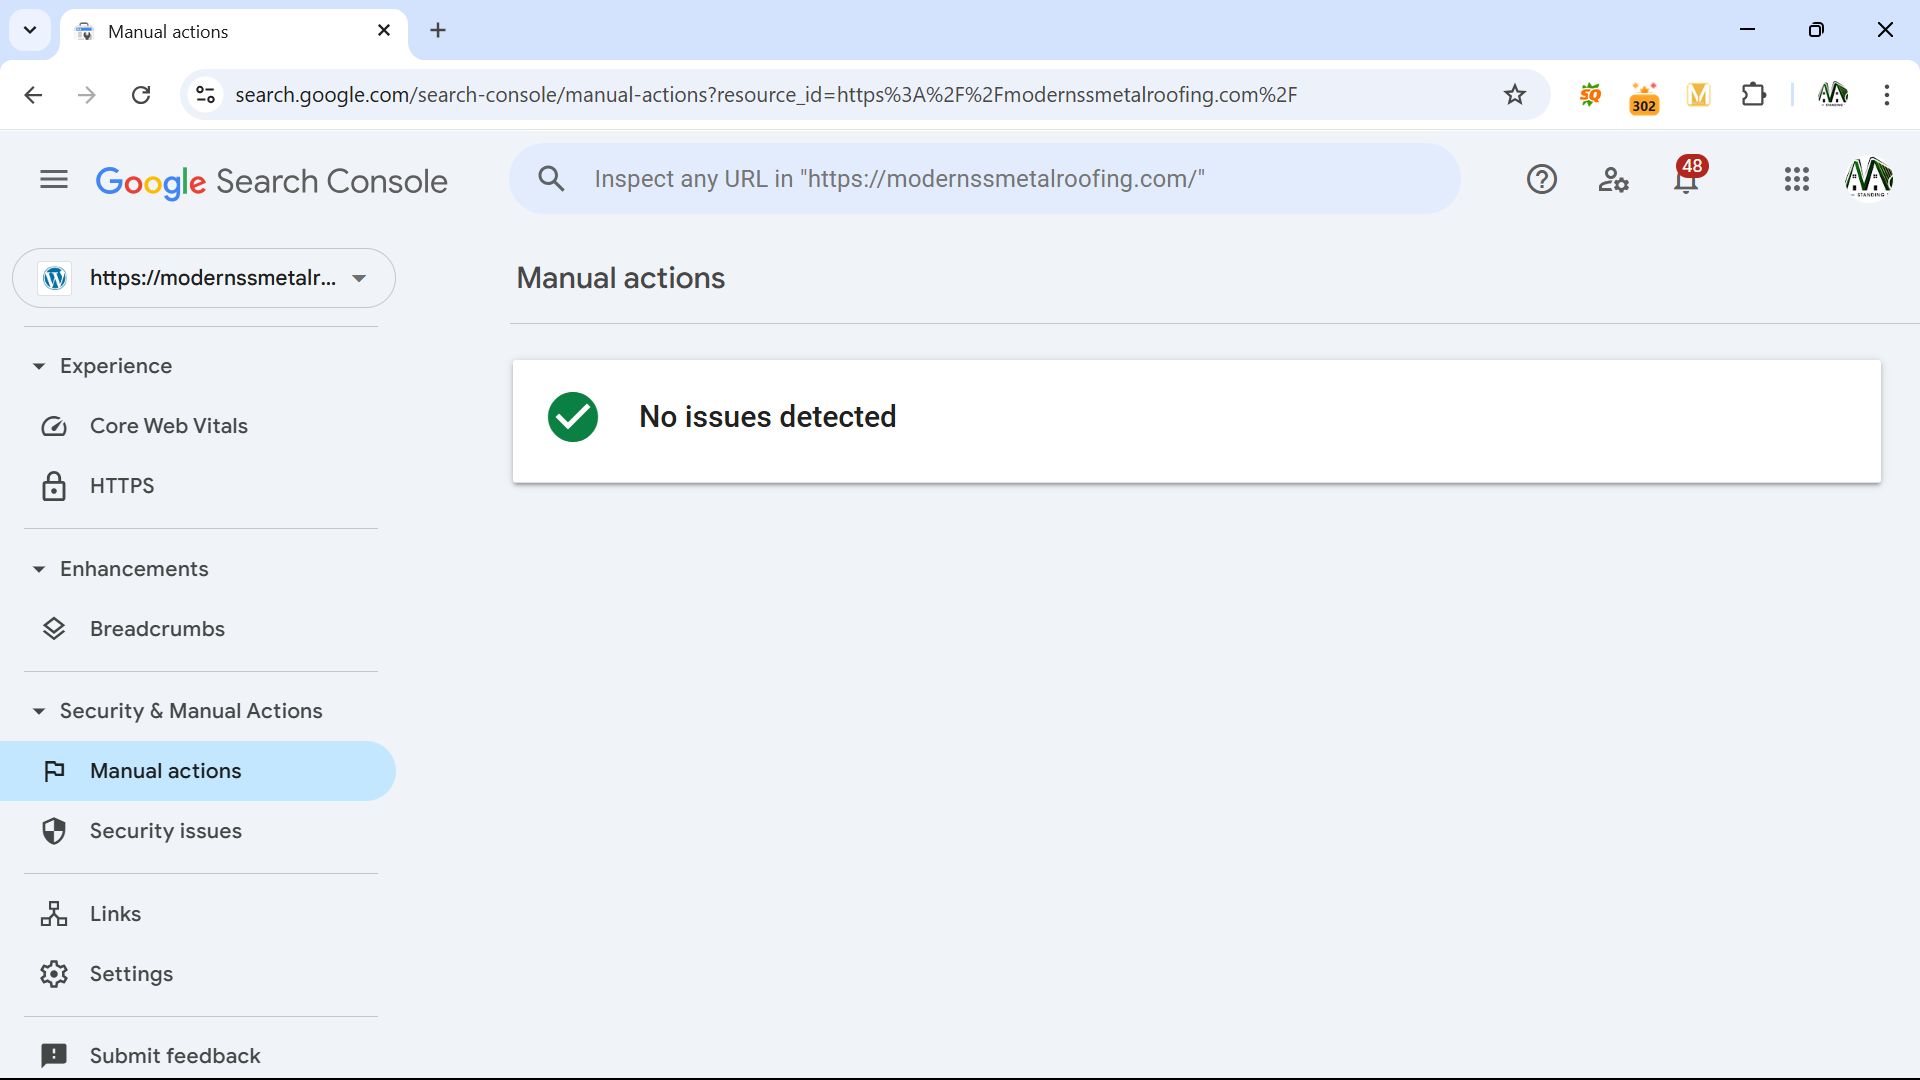 Manual actions
search.google.com/search-console/manual-actions?resource_id=https%3A%2F%2Fmodernssmetalroofing.com%2F
SQ
302
M
Google Search Console
Inspect any URL in "https://modernssmetalroofing.com/"
48
STANDING
https://modernssmetalr...
Manual actions
Experience
Core Web Vitals
HTTPS
Enhancements
Breadcrumbs
Security & Manual Actions
Manual actions
Security issues
Links
Settings
Submit feedback
No issues detected